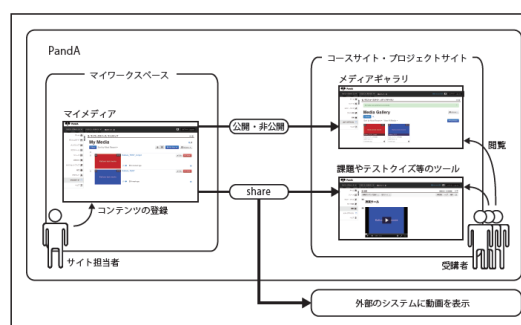 PandA
マイワークスペース
コースサイト・プロジェクトサイト
マイメディア
メディアギャラリ
My Media
Media Gallery
公開・非公開
閲覧
課題やテストクイズ等のツール
share
コンテンツの登録
サイト担当者
受講者
外部のシステムに動画を表示